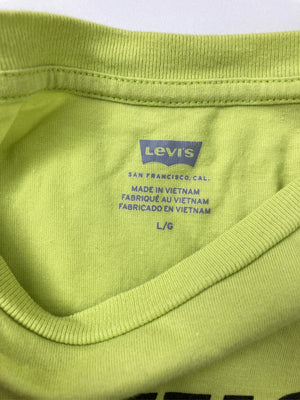 Levi's
SAN FRANCISCO, CAL.
MADE IN VIETNAM
FABRIQUÉ AU VIETNAM
FABRICADO EN VIETNAM
L/G